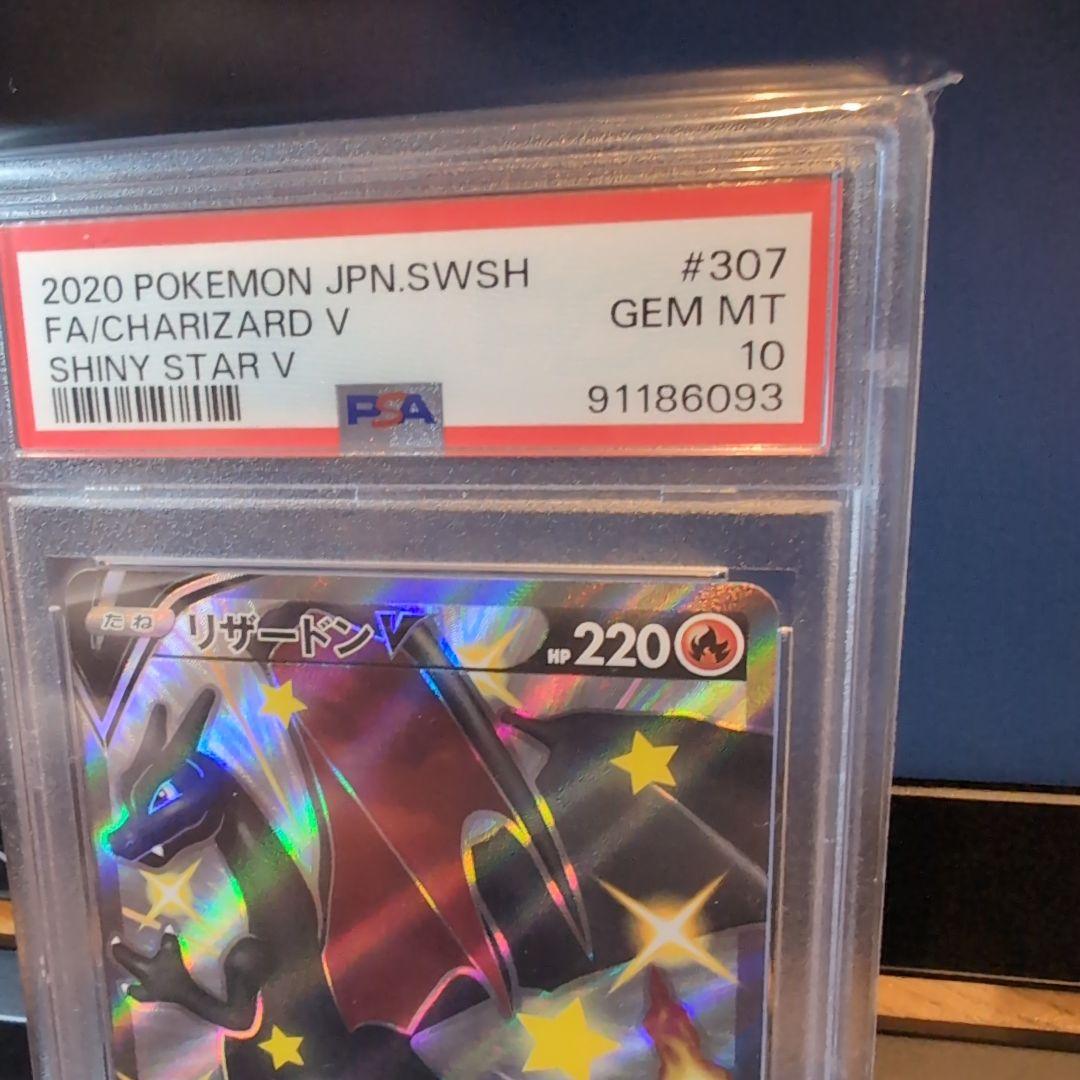 2020 POKEMON JPN.SWSH #307
FA/CHARIZARD V GEM MT
SHINY STAR V 10
PSA 91186093
たね リザードンV HP 220